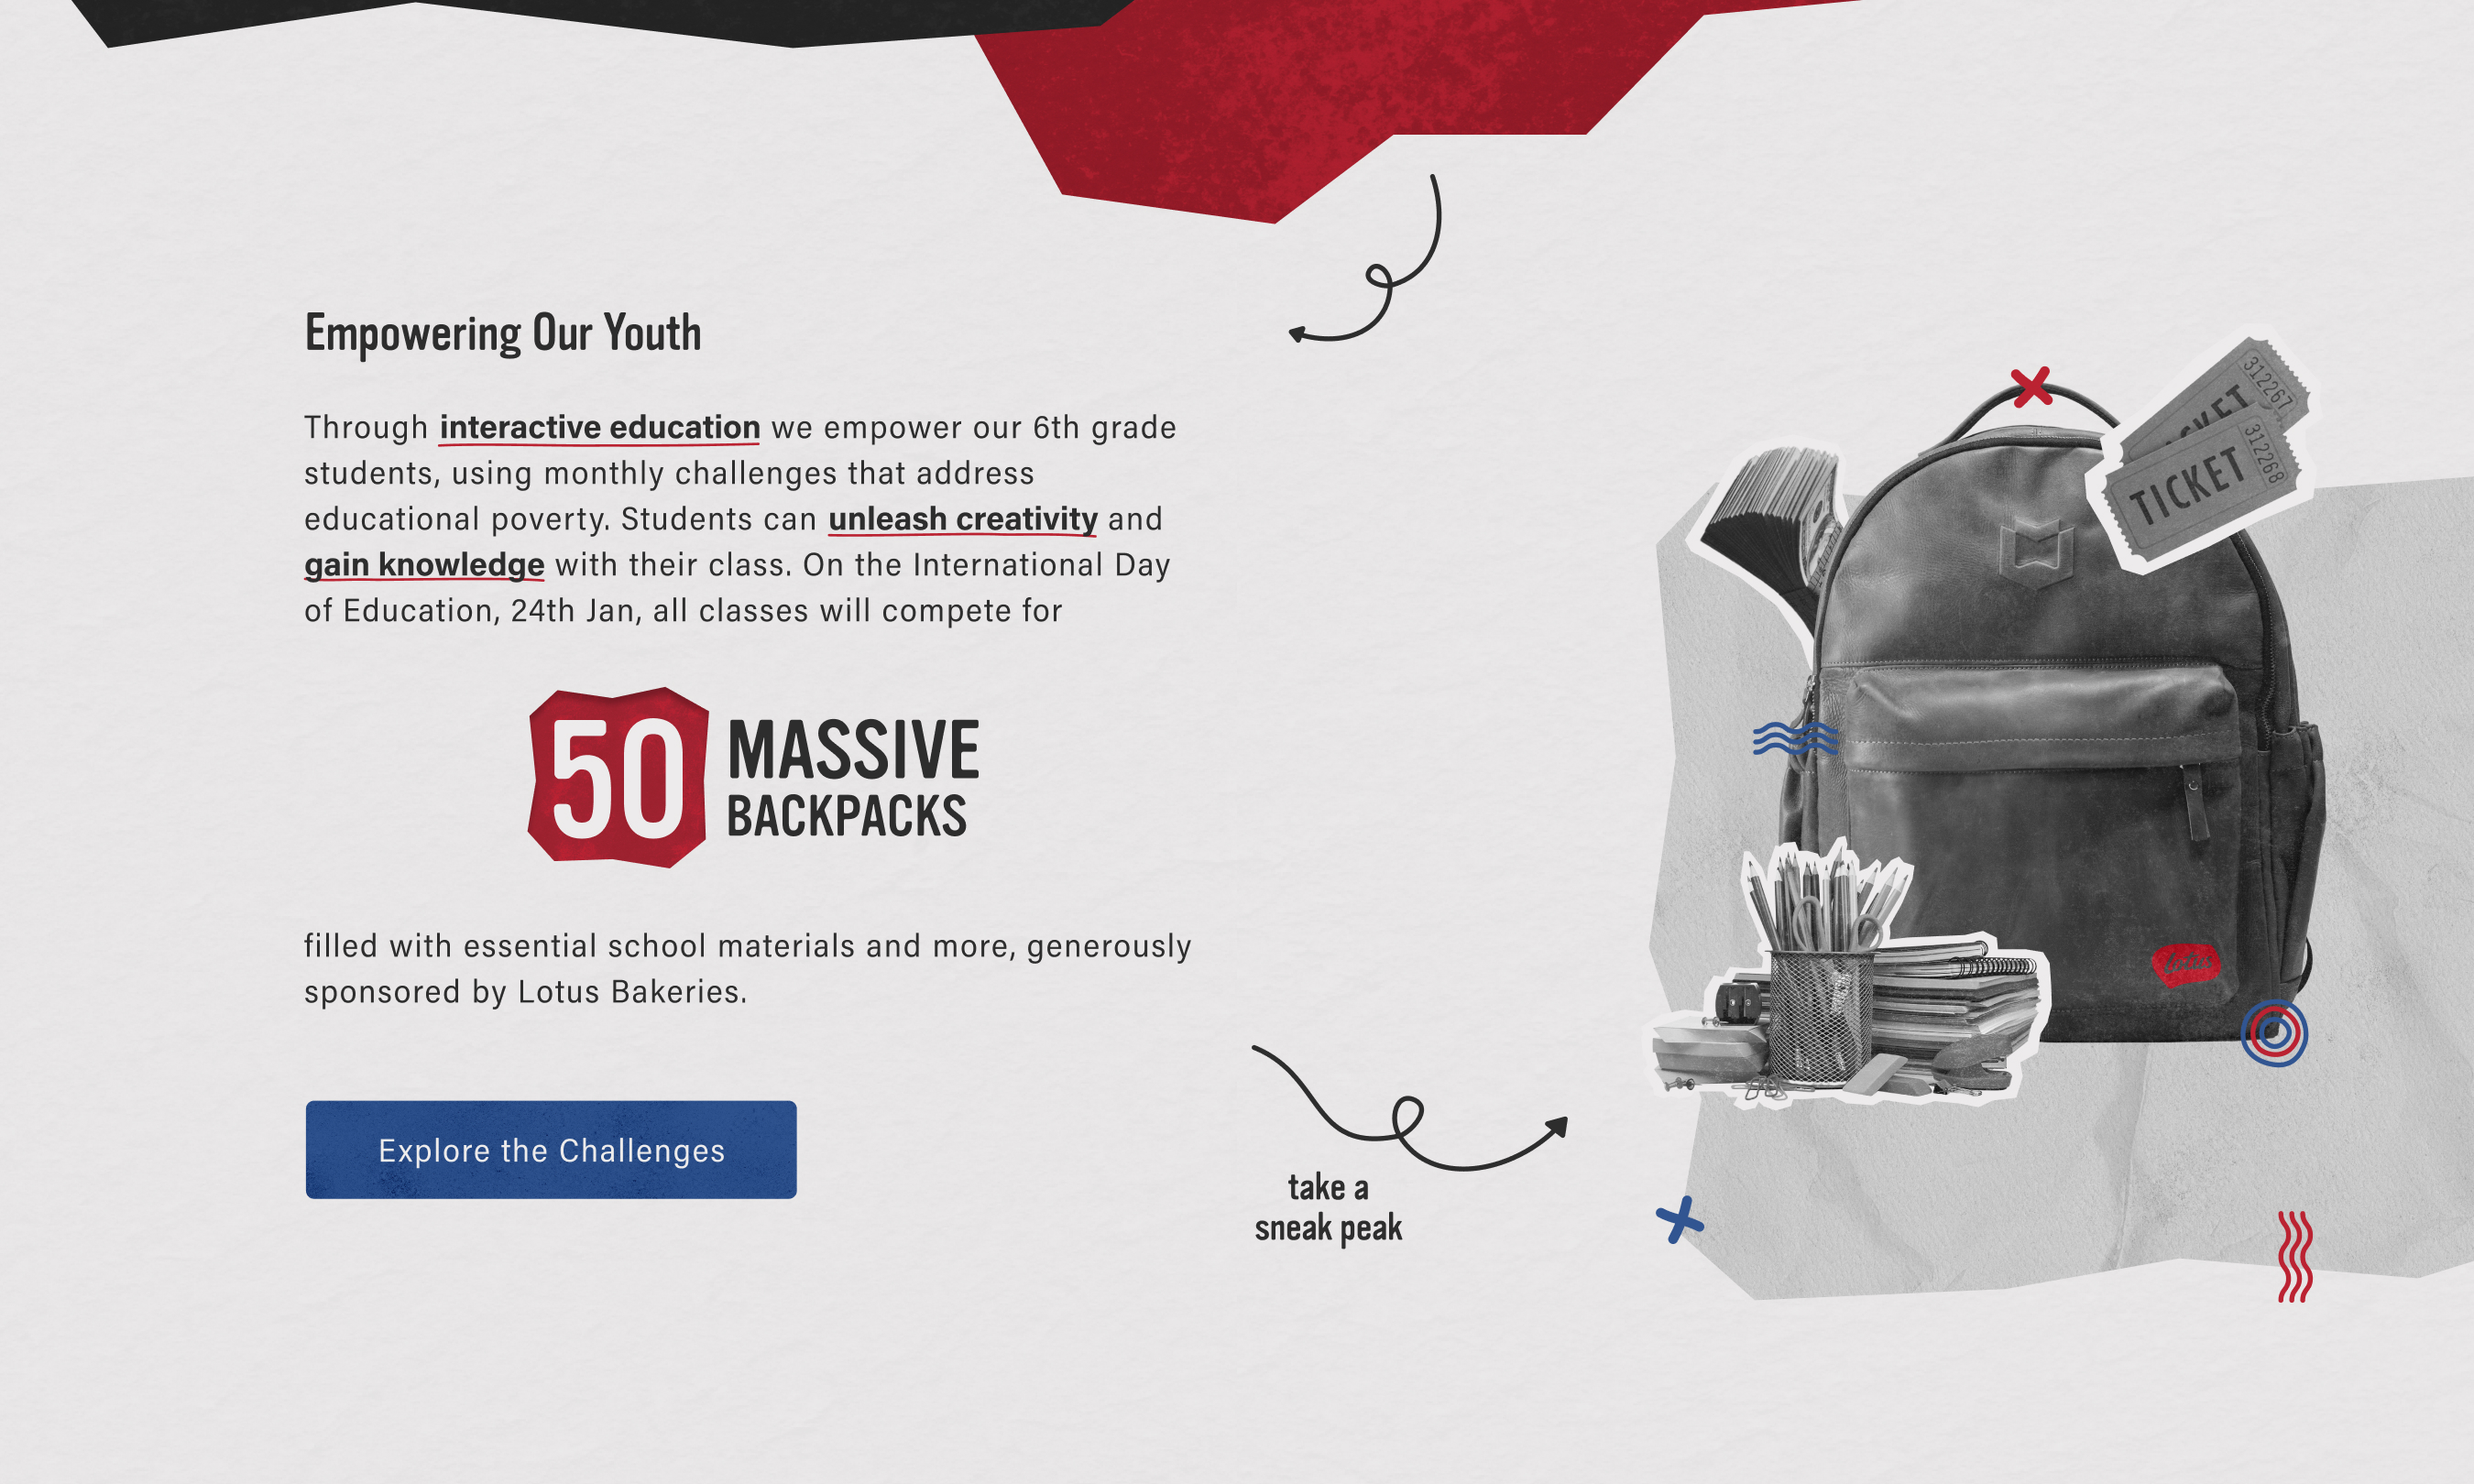 Empowering Our Youth
Through interactive education we empower our 6th grade
students, using monthly challenges that address
educational poverty. Students can unleash creativity and
gain knowledge with their class. On the International Day
of Education, 24th Jan, all classes will compete for
50 MASSIVE
BACKPACKS
filled with essential school materials and more, generously
sponsored by Lotus Bakeries.
Explore the Challenges
take a
sneak peak
312267
TICKET
312268
Lotus